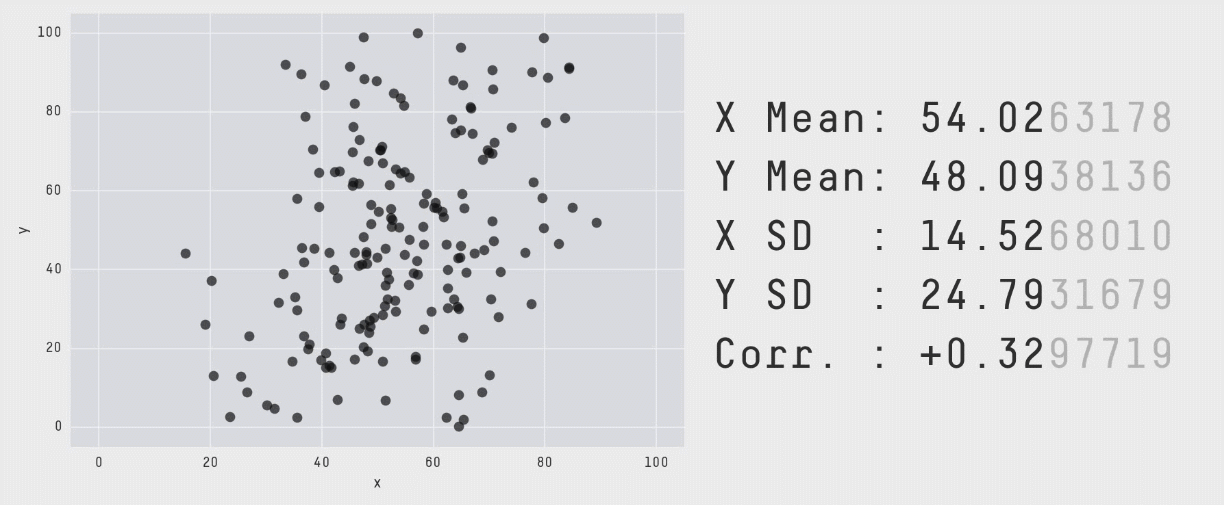 100
80
60
40
20
0
y
0 20 40 60 80 100
x
X Mean: 54.0263178
Y Mean: 48.0938136
X SD : 14.5268010
Y SD : 24.7931679
Corr. : +0.3297719